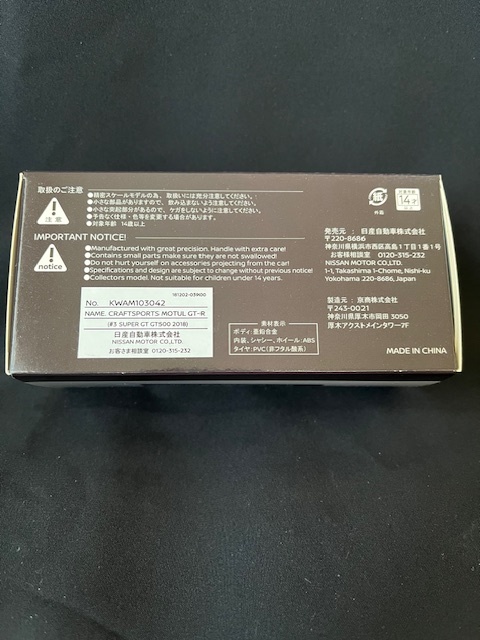 取扱のご注意
注意
●精密スケールモデルの為、取扱いには充分注意してください。
●小さな部品がありますので、飲み込まないよう注意してください。
●小さな突起部分があるので、ケガをしないように注意してください。
●予告なく仕様・色等を変更する場合があります。
●対象年齢 14歳以上
IMPORTANT NOTICE!
notice
●Manufactured with great precision. Handle with extra care!
●Contains small parts make sure they are not swallowed!
●Do not hurt yourself on accessories projecting from the car!
●Specifications and design are subject to change without previous notice!
●Collectors model. Not suitable for children under 14 years.
181202-03900
No. KWAM103042
NAME. CRAFTSPORTS MOTUL GT-R
(#3 SUPER GT GT500 2018)
日産自動車株式会社
NISSAN MOTOR CO.,LTD.
お客さま相談室 0120-315-232
素材表示
ボディ:亜鉛合金
内装、シャシー、ホイール:ABS
タイヤ:PVC(非フタル酸系)
紙
外箱
対象年齢
14才
以上
発売元 : 日産自動車株式会社
〒220-8686
神奈川県横浜市西区高島1丁目1番1号
お客様相談室 0120-315-232
NISSAN MOTOR CO.,LTD.
1-1, Takashima 1-Chome, Nishi-ku
Yokohama 220-8686, Japan
製造元 : 京商株式会社
〒243-0021
神奈川県厚木市岡田 3050
厚木アクストメインタワー7F
MADE IN CHINA